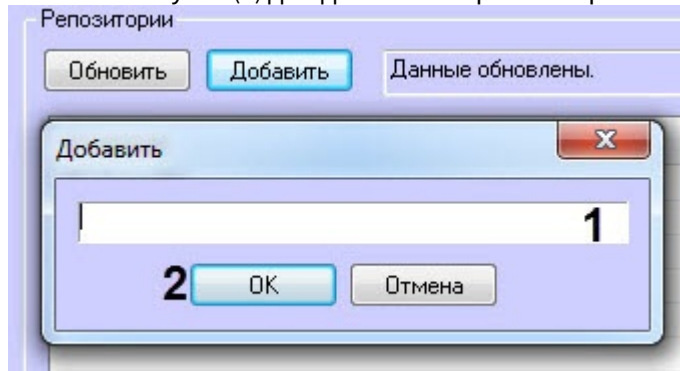 Репозитории
Обновить Добавить Данные обновлены.
Добавить
1
2 OK Отмена